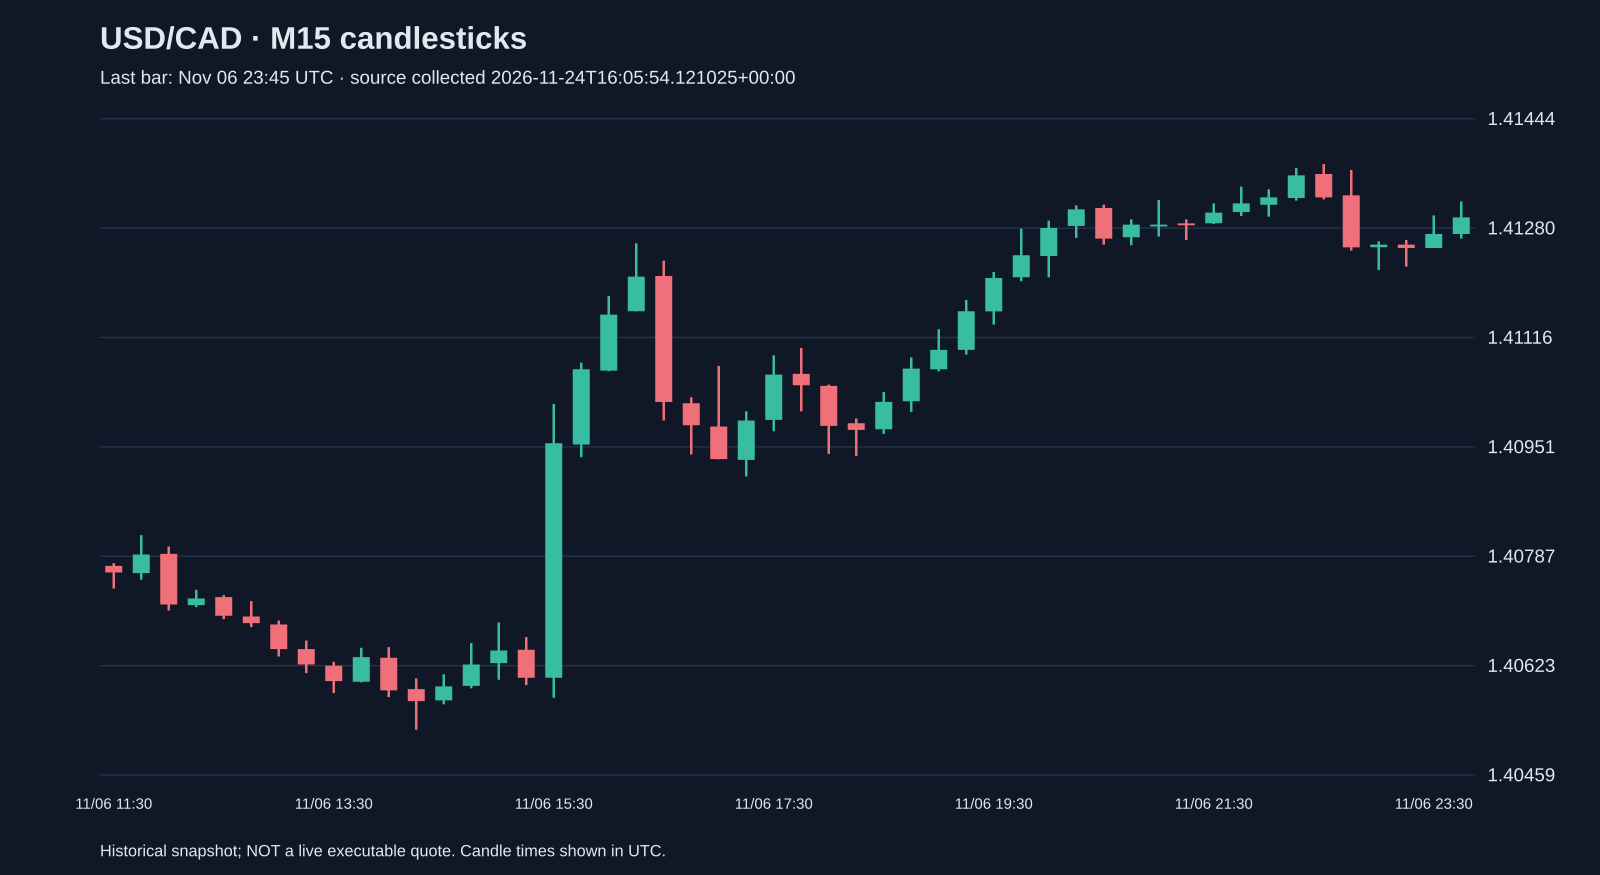 USD/CAD · M15 candlesticks
Last bar: Nov 06 23:45 UTC · source collected 2026-11-24T16:05:54.121025+00:00
1.41444
1.41280
1.41116
1.40951
1.40787
1.40623
1.40459
11/06 11:30 11/06 13:30 11/06 15:30 11/06 17:30 11/06 19:30 11/06 21:30 11/06 23:30
Historical snapshot; NOT a live executable quote. Candle times shown in UTC.